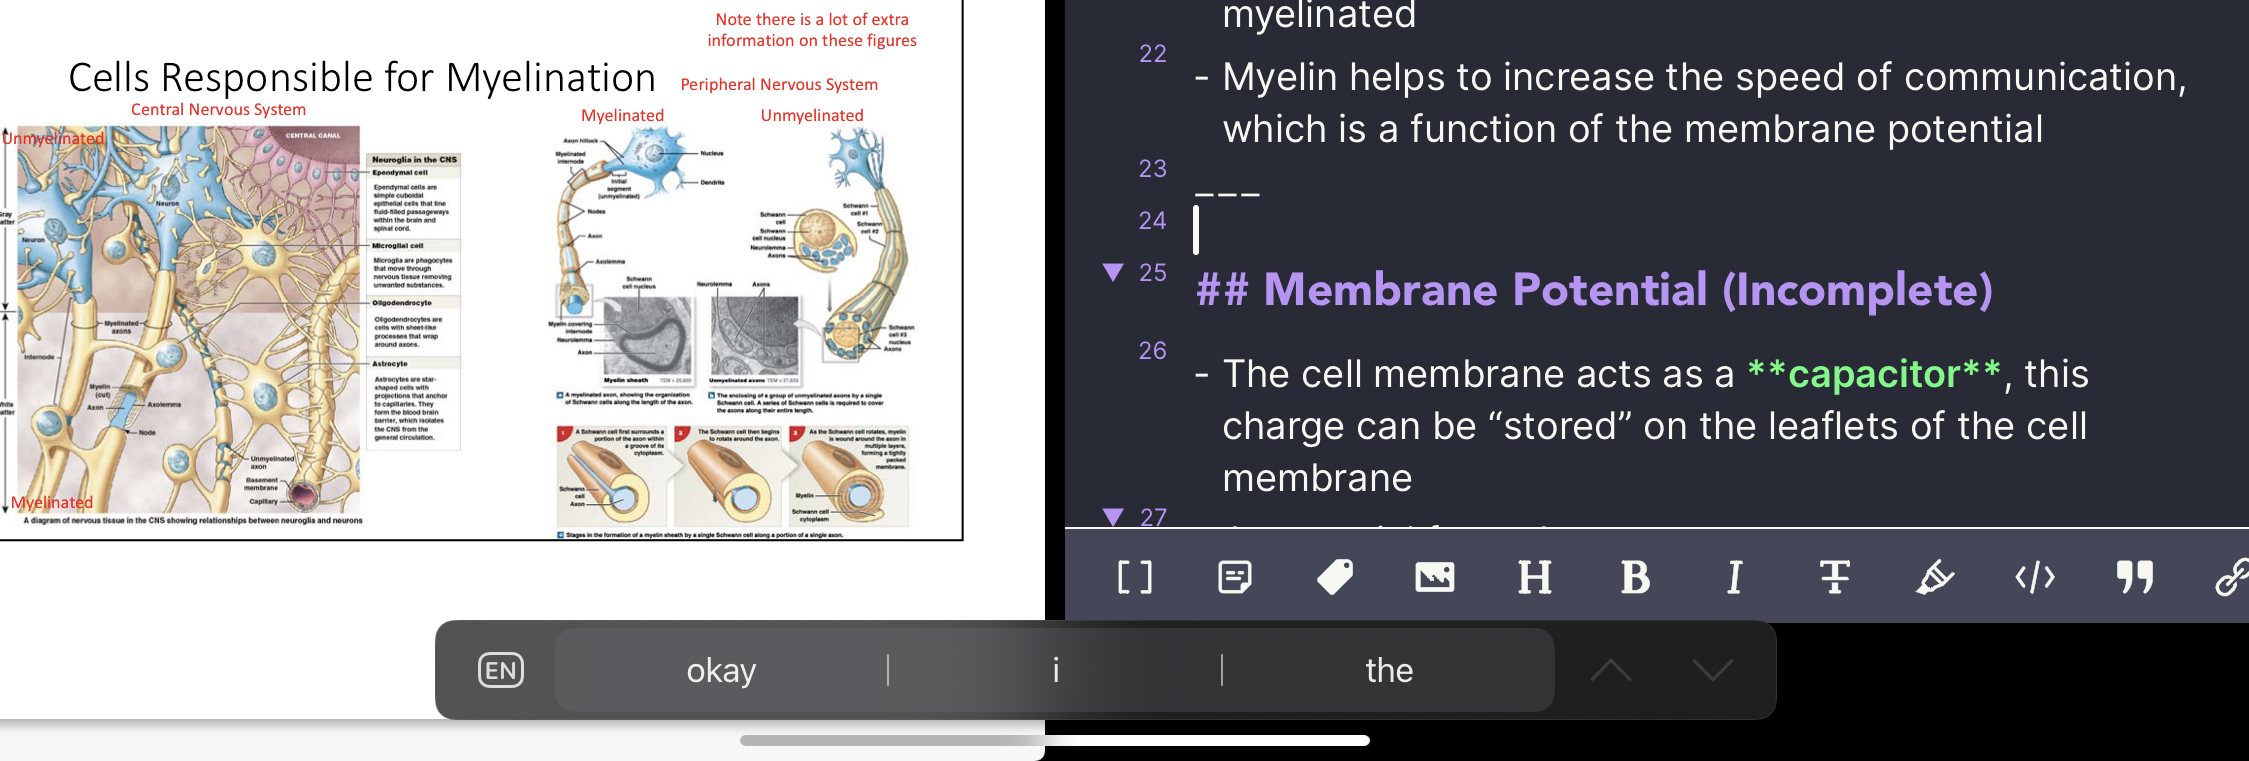 Note there is a lot of extra
information on these figures
Cells Responsible for Myelination
Peripheral Nervous System
Central Nervous System
Myelinated
Unmyelinated
Unmyelinated
CENTRAL CANAL
Neuron
Neuron
Gray
matter
Internode
Myelinated
axons
Myelin
(cut)
Axon
Axolemma
Node
White
matter
Unmyelinated
axon
Basement
membrane
Capillary
Myelinated
A diagram of nervous tissue in the CNS showing relationships between neuroglia and neurons
Neuroglia in the CNS
Ependymal cell
Ependymal cells are
simple cuboidal
epithelial cells that line
fluid-filled passageways
within the brain and
spinal cord.
Microglial cell
Microglia are phagocytes
that move through
nervous tissue removing
unwanted substances.
Oligodendrocyte
Oligodendrocytes are
cells with sheet-like
processes that wrap
around axons.
Astrocyte
Astrocytes are star-
shaped cells with
projections that anchor
to capillaries. They
form the blood brain
barrier, which isolates
the CNS from the
general circulation.
Axon hillock
Myelinated
internode
Nucleus
Initial
segment
(unmyelinated)
Dendrite
Nodes
Axon
Axolemma
Schwann
cell nucleus
Myelin covering
internode
Neurolemma
Axon
Myelin sheath
Schwann
cell
Schwann
cell nucleus
Neurolemma
Axons
Schwann
cell #1
Schwann
cell #2
Neurolemma
Axons
Schwann
cell #3
nucleus
Axons
Unmyelinated axons
a A myelinated axon, showing the organization
of Schwann cells along the length of the axon.
b The enclosing of a group of unmyelinated axons by a single
Schwann cell. A series of Schwann cells is required to cover
the axons along their entire length.
1 A Schwann cell first surrounds a
portion of the axon within
a groove of its
cytoplasm.
Schwann
cell
Axon
2 The Schwann cell then begins
to rotate around the axon.
3 As the Schwann cell rotates, myelin
is wound around the axon in
multiple layers,
forming a tightly
packed
membrane.
Myelin
Schwann cell
cytoplasm
c Stages in the formation of a myelin sheath by a single Schwann cell along a portion of a single axon.
myelinated
22
- Myelin helps to increase the speed of communication,
which is a function of the membrane potential
23
---
24
25
## Membrane Potential (Incomplete)
26
- The cell membrane acts as a **capacitor**, this
charge can be “stored” on the leaflets of the cell
membrane
27
H B I T </>
EN
okay
i
the